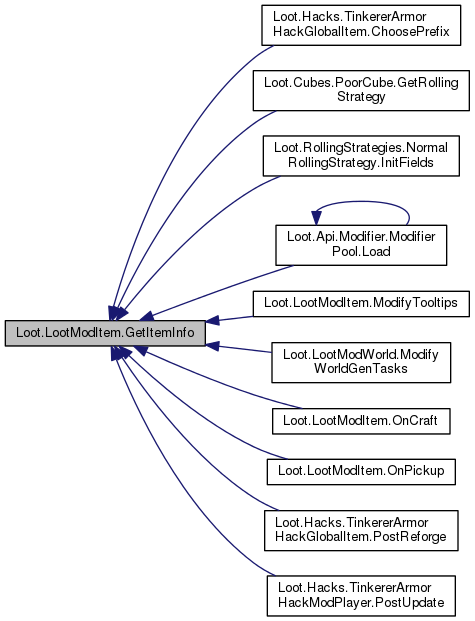 Loot.Hacks.TinkererArmor
HackGlobalItem.ChoosePrefix
Loot.Cubes.PoorCube.GetRolling
Strategy
Loot.RollingStrategies.Normal
RollingStrategy.InitFields
Loot.Api.Modifier.Modifier
Pool.Load
Loot.LootModItem.ModifyTooltips
Loot.LootModItem.GetItemInfo
Loot.LootModWorld.Modify
WorldGenTasks
Loot.LootModItem.OnCraft
Loot.LootModItem.OnPickup
Loot.Hacks.TinkererArmor
HackGlobalItem.PostReforge
Loot.Hacks.TinkererArmor
HackModPlayer.PostUpdate